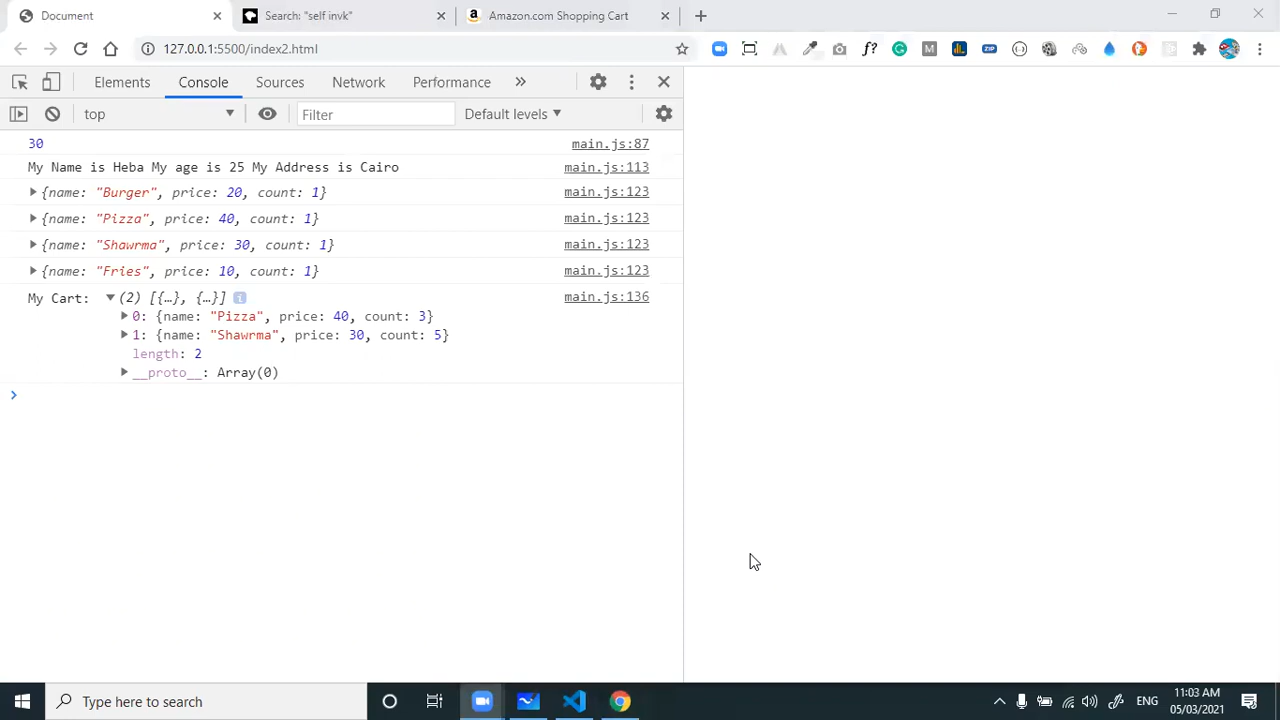 Document
Search: "self invk"
Amazon.com Shopping Cart
127.0.0.1:5500/index2.html
Elements Console Sources Network Performance
top Filter Default levels
30 main.js:87
My Name is Heba My age is 25 My Address is Cairo main.js:113
{name: "Burger", price: 20, count: 1} main.js:123
{name: "Pizza", price: 40, count: 1} main.js:123
{name: "Shawrma", price: 30, count: 1} main.js:123
{name: "Fries", price: 10, count: 1} main.js:123
My Cart: (2) [{…}, {…}] i main.js:136
0: {name: "Pizza", price: 40, count: 3}
1: {name: "Shawrma", price: 30, count: 5}
length: 2
__proto__: Array(0)
Type here to search
ENG
11:03 AM
05/03/2021